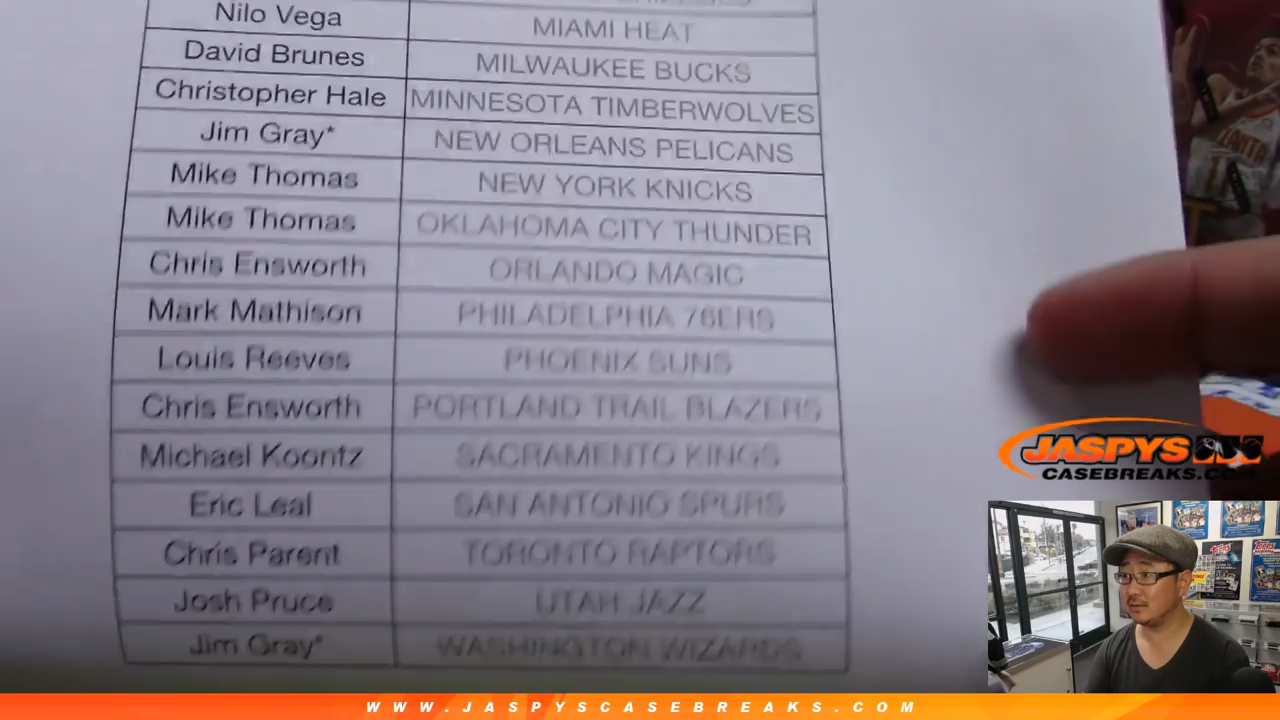 Nilo Vega MIAMI HEAT
David Brunes MILWAUKEE BUCKS
Christopher Hale MINNESOTA TIMBERWOLVES
Jim Gray* NEW ORLEANS PELICANS
Mike Thomas NEW YORK KNICKS
Mike Thomas OKLAHOMA CITY THUNDER
Chris Ensworth ORLANDO MAGIC
Mark Mathison PHILADELPHIA 76ERS
Louis Reeves PHOENIX SUNS
Chris Ensworth PORTLAND TRAIL BLAZERS
Michael Koontz SACRAMENTO KINGS
Eric Leal SAN ANTONIO SPURS
Chris Parent TORONTO RAPTORS
Josh Pruce UTAH JAZZ
Jim Gray* WASHINGTON WIZARDS
JASPYS
CASEBREAKS.COM
WWW.JASPYSCASEBREAKS.COM